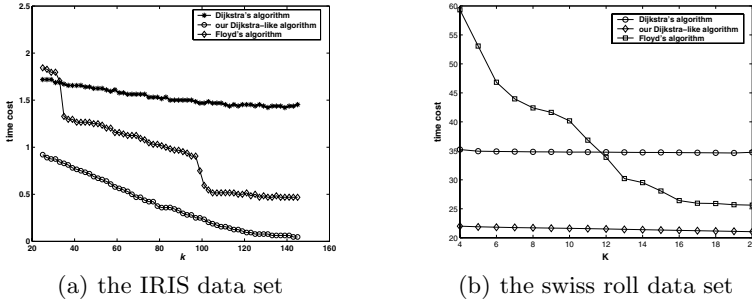 2.5
2
1.5
1
0.5
0
20 40 60 80 100 120 140 160
time cost
k
Dijkstra's algorithm
our Dijkstra-like algorithm
Floyd's algorithm
(a) the IRIS data set
60
55
50
45
40
35
30
25
20
4 6 8 10 12 14 16 18 20
time cost
K
Dijkstra's algorithm
our Dijkstra-like algorithm
Floyd's algorithm
(b) the swiss roll data set